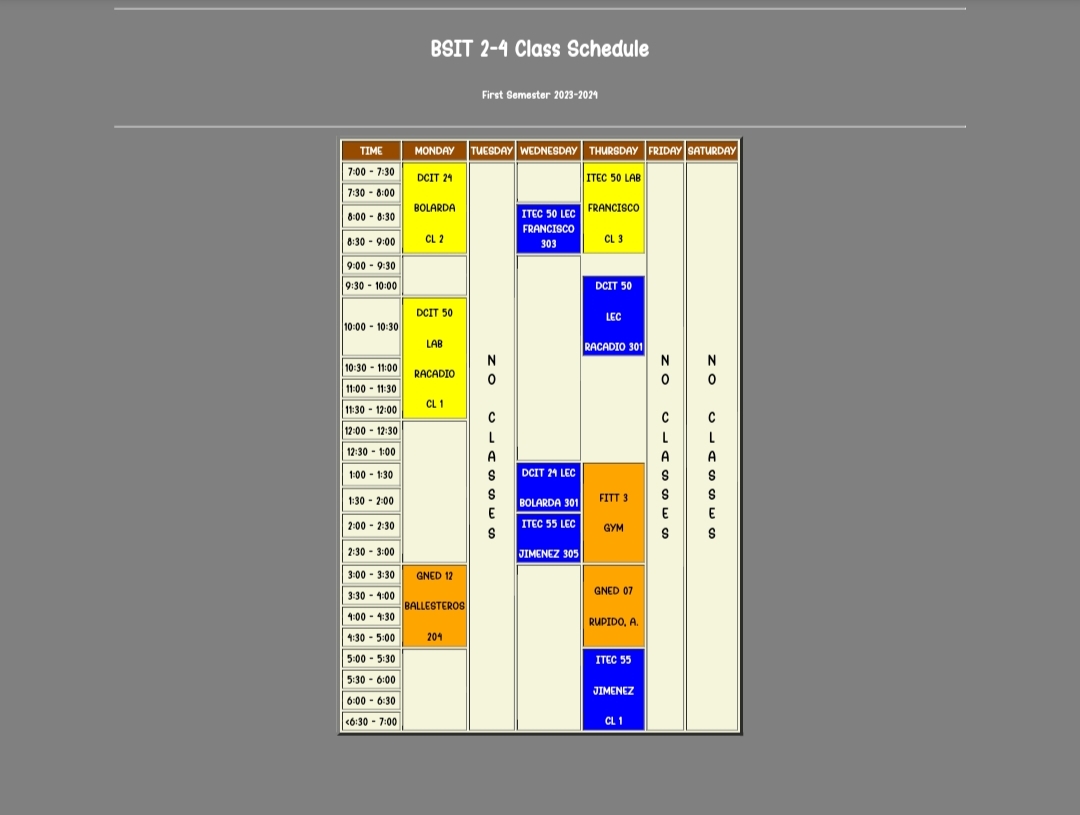 BSIT 2-4 Class Schedule
First Semester 2023-2024
TIME MONDAY TUESDAY WEDNESDAY THURSDAY FRIDAY SATURDAY
7:00 - 7:30
7:30 - 8:00
8:00 - 8:30
8:30 - 9:00
9:00 - 9:30
9:30 - 10:00
10:00 - 10:30
10:30 - 11:00
11:00 - 11:30
11:30 - 12:00
12:00 - 12:30
12:30 - 1:00
1:00 - 1:30
1:30 - 2:00
2:00 - 2:30
2:30 - 3:00
3:00 - 3:30
3:30 - 4:00
4:00 - 4:30
4:30 - 5:00
5:00 - 5:30
5:30 - 6:00
6:00 - 6:30
<6:30 - 7:00
DCIT 24
BOLARDA
CL 2
DCIT 50
LAB
RACADIO
CL 1
GNED 12
BALLESTEROS
204
N
O
C
L
A
S
S
E
S
ITEC 50 LEC
FRANCISCO
303
DCIT 24 LEC
BOLARDA 301
ITEC 55 LEC
JIMENEZ 305
ITEC 50 LAB
FRANCISCO
CL 3
DCIT 50
LEC
RACADIO 301
FITT 3
GYM
GNED 07
RUPIDO, A.
ITEC 55
JIMENEZ
CL 1
N
O
C
L
A
S
S
E
S
N
O
C
L
A
S
S
E
S